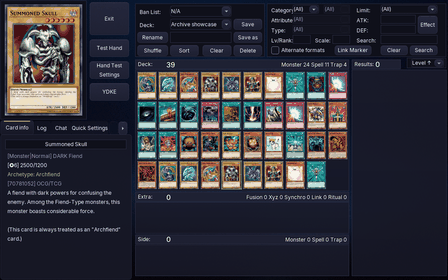 SUMMONED SKULL
Exit
Test Hand
Hand Test
Settings
YDKE
Ban List: N/A
Deck: Archive showcase
Rename
Save
Save as
Shuffle Sort Clear Delete
Category (All) (All) Limit: (All)
Attribute (All) ATK:
Type: (All) DEF:
Lv/Rank: Scale: Search:
Effect
Alternate formats Link Marker Clear Search
Deck: 39 Monster 24 Spell 11 Trap 4
Results: 0 Level ↑
Card info Log Chat Quick Settings
Summoned Skull
[Monster|Normal] DARK Fiend
[★6] 2500/1200
Archetype: Archfiend
[70781052] OCG/TCG
A fiend with dark powers for confusing the enemy. Among the Fiend-Type monsters, this monster boasts considerable force.
(This card is always treated as an "Archfiend" card.)
Extra: 0 Fusion 0 Xyz 0 Synchro 0 Link 0 Ritual 0
Side: 0 Monster 0 Spell 0 Trap 0